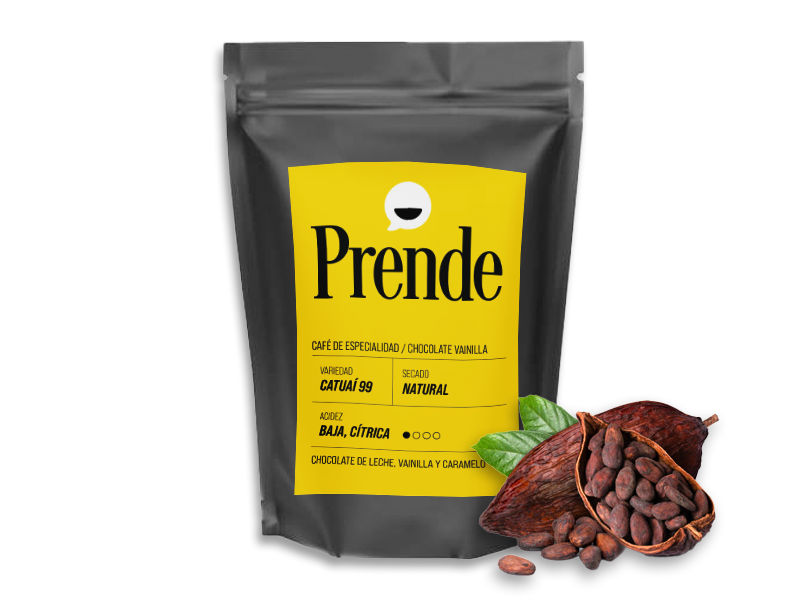 Prende
CAFÉ DE ESPECIALIDAD / CHOCOLATE VAINILLA
VARIEDAD
CATUAÍ 99
SECADO
NATURAL
ACIDEZ
BAJA, CÍTRICA
CHOCOLATE DE LECHE, VAINILLA Y CARAMELO